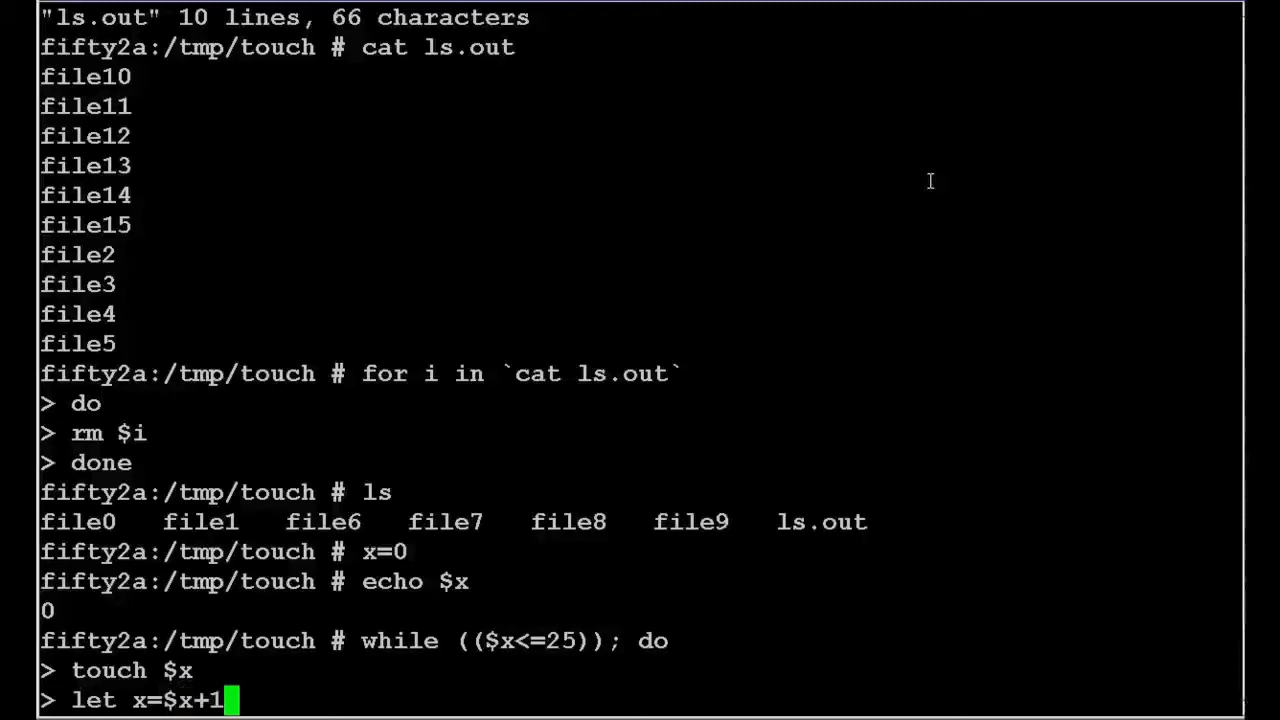 "ls.out" 10 lines, 66 characters
fifty2a:/tmp/touch # cat ls.out
file10
file11
file12
file13
file14
file15
file2
file3
file4
file5
fifty2a:/tmp/touch # for i in `cat ls.out`
> do
> rm $i
> done
fifty2a:/tmp/touch # ls
file0   file1   file6   file7   file8   file9   ls.out
fifty2a:/tmp/touch # x=0
fifty2a:/tmp/touch # echo $x
0
fifty2a:/tmp/touch # while (($x<=25)); do
> touch $x
> let x=$x+1